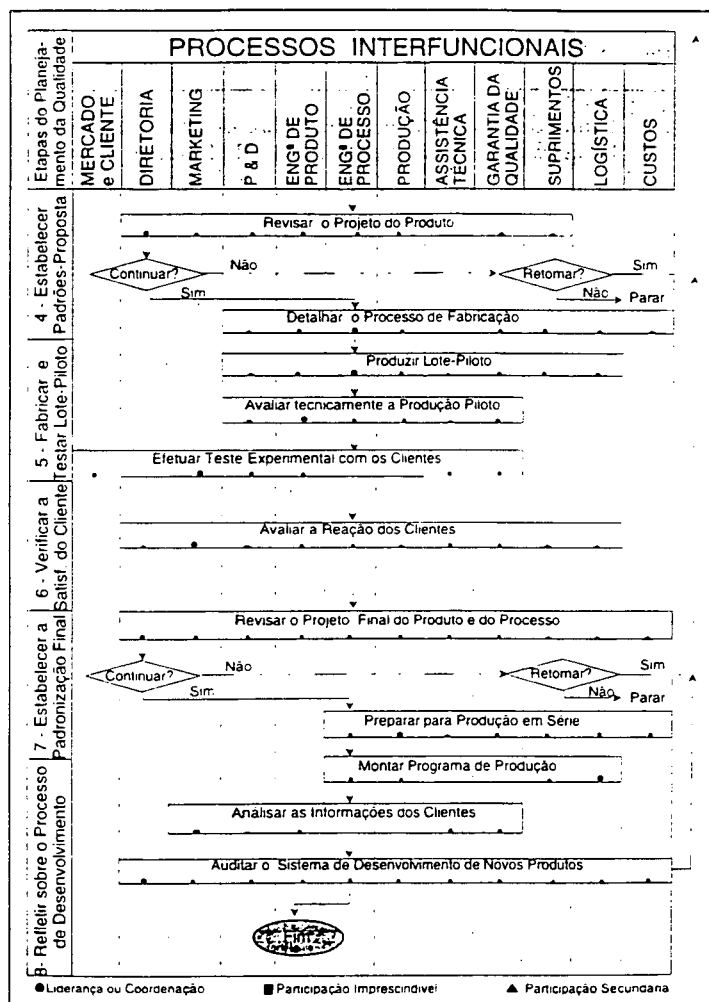 PROCESSOS INTERFUNCIONAIS
Etapas do Planeja-
mento da Qualidade
MERCADO
e CLIENTE
DIRETORIA
MARKETING
P & D
ENGª DE
PRODUTO
ENGª DE
PROCESSO
PRODUÇÃO
ASSISTÊNCIA
TECNICA
GARANTIA DA
QUALIDADE
SUPRIMENTOS
LOGÍSTICA
CUSTOS
4 - Estabelecer
Padrões-Proposta
Revisar o Projeto do Produto
Continuar?
Não
Retomar?
Sim
Sim
Não
Parar
Detalhar o Processo de Fabricação
5 - Fabricar e
Testar Lote-Piloto
Produzir Lote-Piloto
Avaliar tecnicamente a Produção Piloto
Efetuar Teste Experimental com os Clientes
6 - Verificar a
Satisf. do Cliente
Avaliar a Reação dos Clientes
7 - Estabelecer a
Padronização Final
Revisar o Projeto Final do Produto e do Processo
Continuar?
Não
Retomar?
Sim
Sim
Não
Parar
Preparar para Produção em Série
Montar Programa de Produção
8- Refletir sobre o Processo
de Desenvolvimento
Análisar as Informações dos Clientes
Auditar o Sistema de Desenvolvimento de Novos Produtos
Fim
Liderança ou Coordenação
Participação Imprescindivel
Participação Secundaria